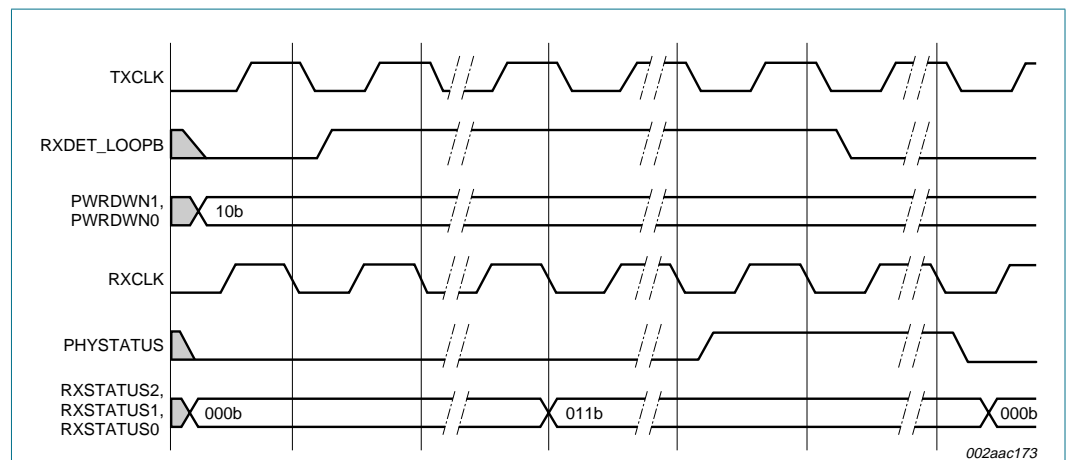 TXCLK
RXDET_LOOPB
PWRDWN1,
PWRDWN0
10b
RXCLK
PHYSTATUS
RXSTATUS2,
RXSTATUS1,
RXSTATUS0
000b
011b
000b
002aac173